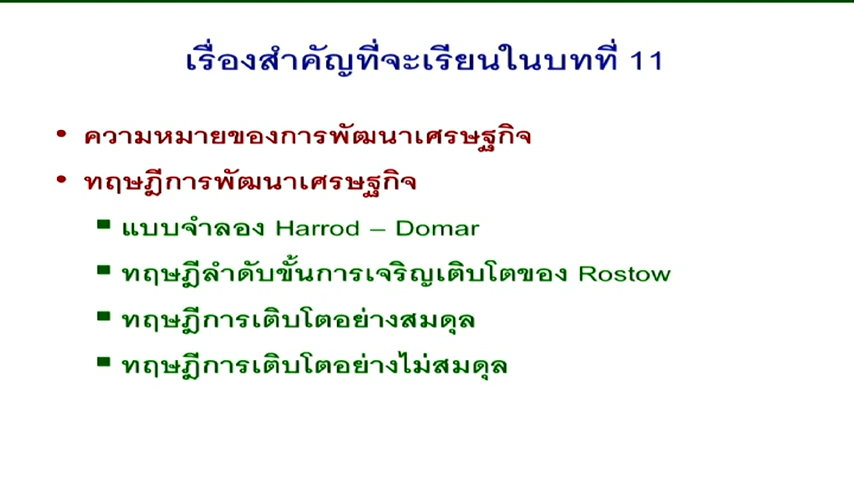 เรื่องสำคัญที่จะเรียนในบทที่ 11
• ความหมายของการพัฒนาเศรษฐกิจ
• ทฤษฎีการพัฒนาเศรษฐกิจ
▪ แบบจำลอง Harrod – Domar
▪ ทฤษฎีลำดับขั้นการเจริญเติบโตของ Rostow
▪ ทฤษฎีการเติบโตอย่างสมดุล
▪ ทฤษฎีการเติบโตอย่างไม่สมดุล